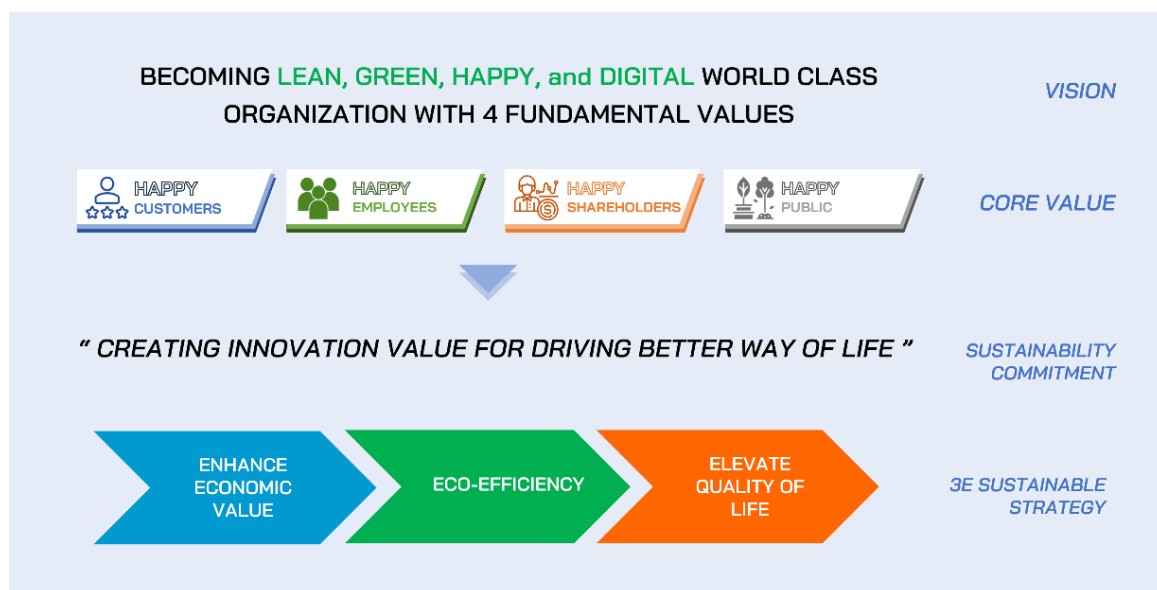 BECOMING LEAN, GREEN, HAPPY, and DIGITAL WORLD CLASS
ORGANIZATION WITH 4 FUNDAMENTAL VALUES
VISION
HAPPY
CUSTOMERS
HAPPY
EMPLOYEES
HAPPY
SHAREHOLDERS
HAPPY
PUBLIC
CORE VALUE
“ CREATING INNOVATION VALUE FOR DRIVING BETTER WAY OF LIFE ”
SUSTAINABILITY
COMMITMENT
ENHANCE
ECONOMIC
VALUE
ECO-EFFICIENCY
ELEVATE
QUALITY OF
LIFE
3E SUSTAINABLE
STRATEGY